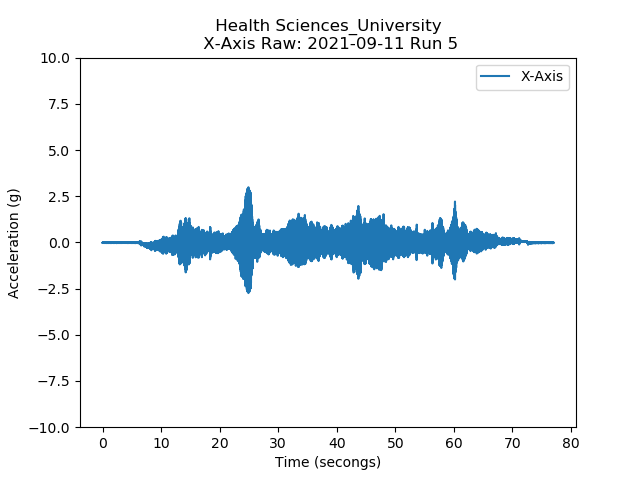 Health Sciences_University
X-Axis Raw: 2021-09-11 Run 5
10.0
7.5
5.0
2.5
0.0
−2.5
−5.0
−7.5
−10.0
Acceleration (g)
X-Axis
0 10 20 30 40 50 60 70 80
Time (secongs)